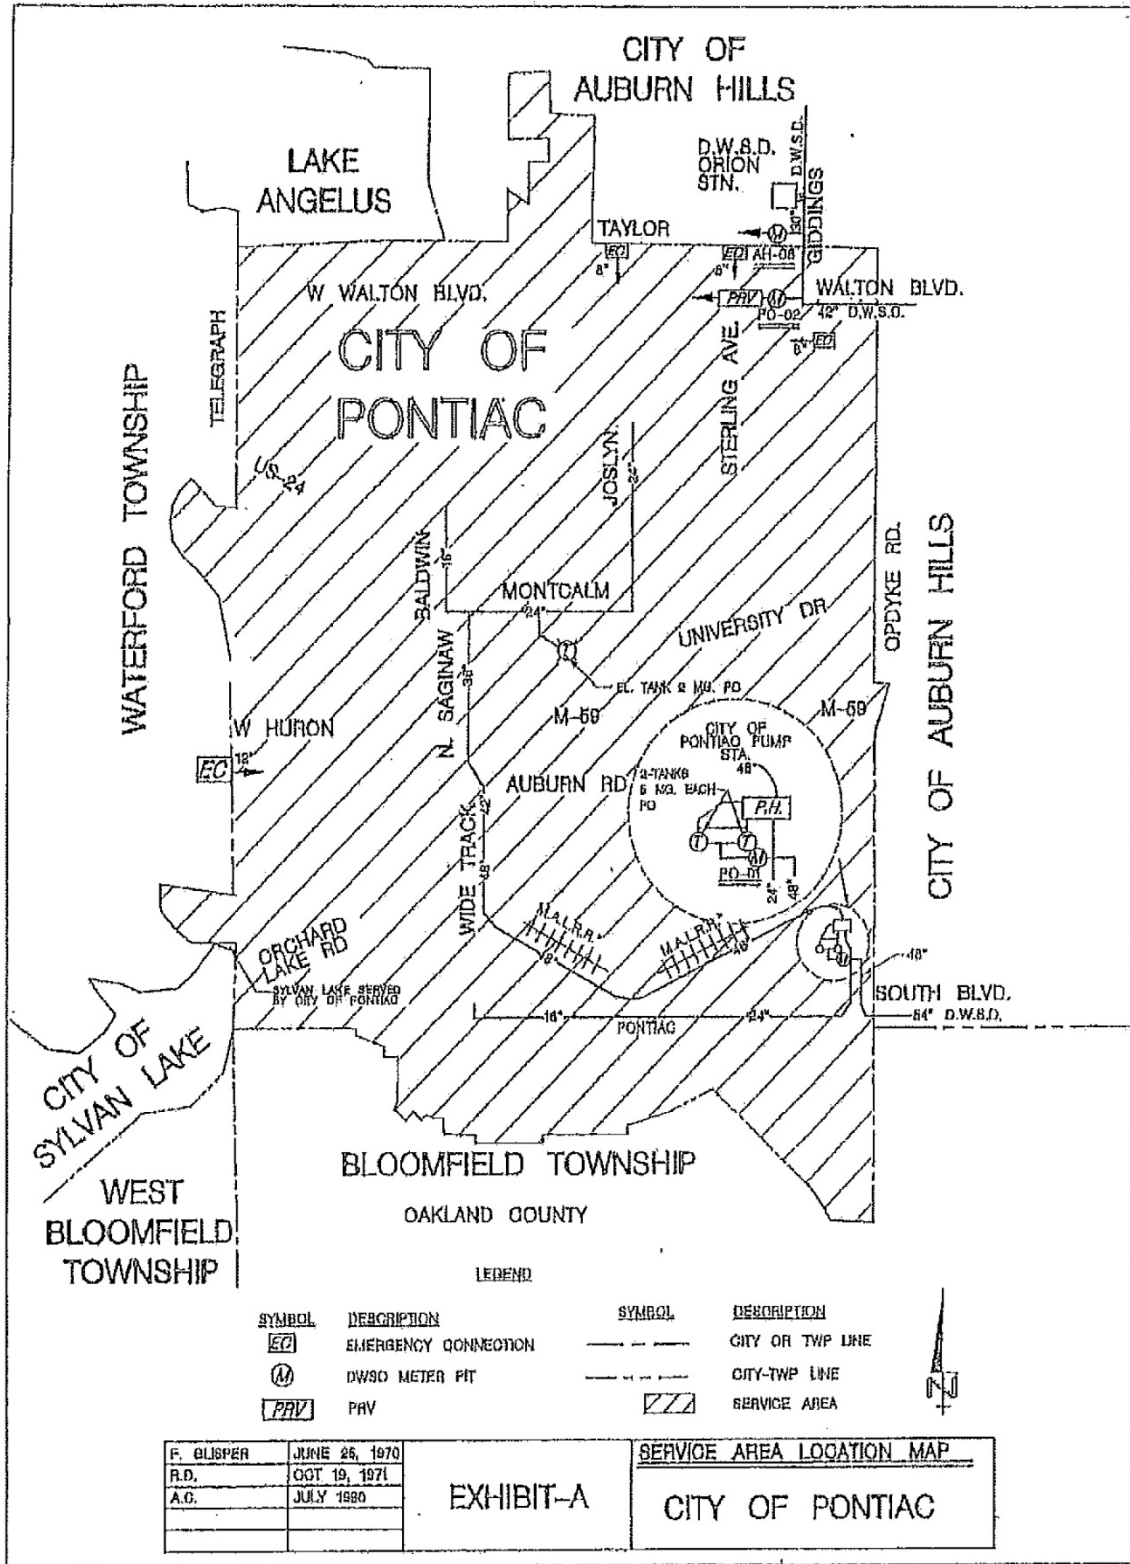 CITY OF
AUBURN HILLS
LAKE
ANGELUS
D.W.S.D.
ORION
STN.
D.W.S.D.
30"
GIDDINGS
TAYLOR
EC
8"
EC
8"
M
AH-08
W WALTON BLVD.
PRV
M
PO-02
WALTON BLVD.
42" D.W.S.D.
EC
TELEGRAPH
CITY OF
PONTIAC
STERLING AVE.
WATERFORD TOWNSHIP
US-24
JOSLYN
24"
BALDWIN
16"
MONTCALM
24"
OPDYKE RD.
CITY OF AUBURN HILLS
UNIVERSITY DR
N. SAGINAW
36"
T
EL. TANK 2 MG. PO
M-59
M-59
W HURON
EC
12"
CITY OF
PONTIAC PUMP
STA.
48"
AUBURN RD
2-TANKS
5 MG. EACH
PO
P.H.
T
T
M
PO-01
24"
48"
42"
WIDE TRACK
48"
M.A.L.R.R.
M.A.L.R.R.
ORCHARD
LAKE RD
SYLVAN LAKE SERVED
BY CITY OF PONTIAC
M
48"
SOUTH BLVD.
54" D.W.S.D.
16"
PONTIAC
24"
CITY OF
SYLVAN LAKE
BLOOMFIELD TOWNSHIP
OAKLAND COUNTY
WEST
BLOOMFIELD
TOWNSHIP
LEGEND
SYMBOL DESCRIPTION SYMBOL DESCRIPTION
EC EMERGENCY CONNECTION CITY OR TWP LINE
M DWSD METER PIT CITY-TWP LINE
PRV PRV SERVICE AREA
N
F. JUNE 25, 1970
R.D. OCT 19, 1971
A.C. JULY 1990
EXHIBIT-A
SERVICE AREA LOCATION MAP
CITY OF PONTIAC